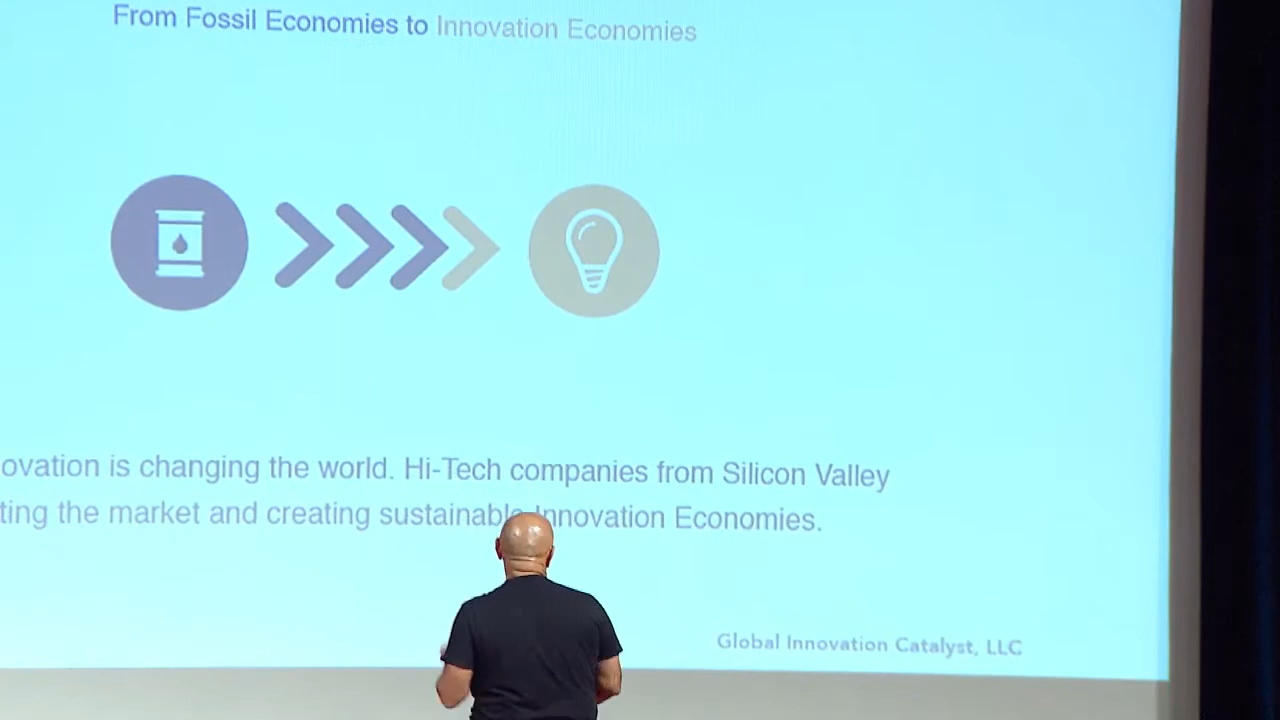 From Fossil Economies to Innovation Economies
ovation is changing the world. Hi-Tech companies from Silicon Valley
ting the market and creating sustainable Innovation Economies.
Global Innovation Catalyst, LLC